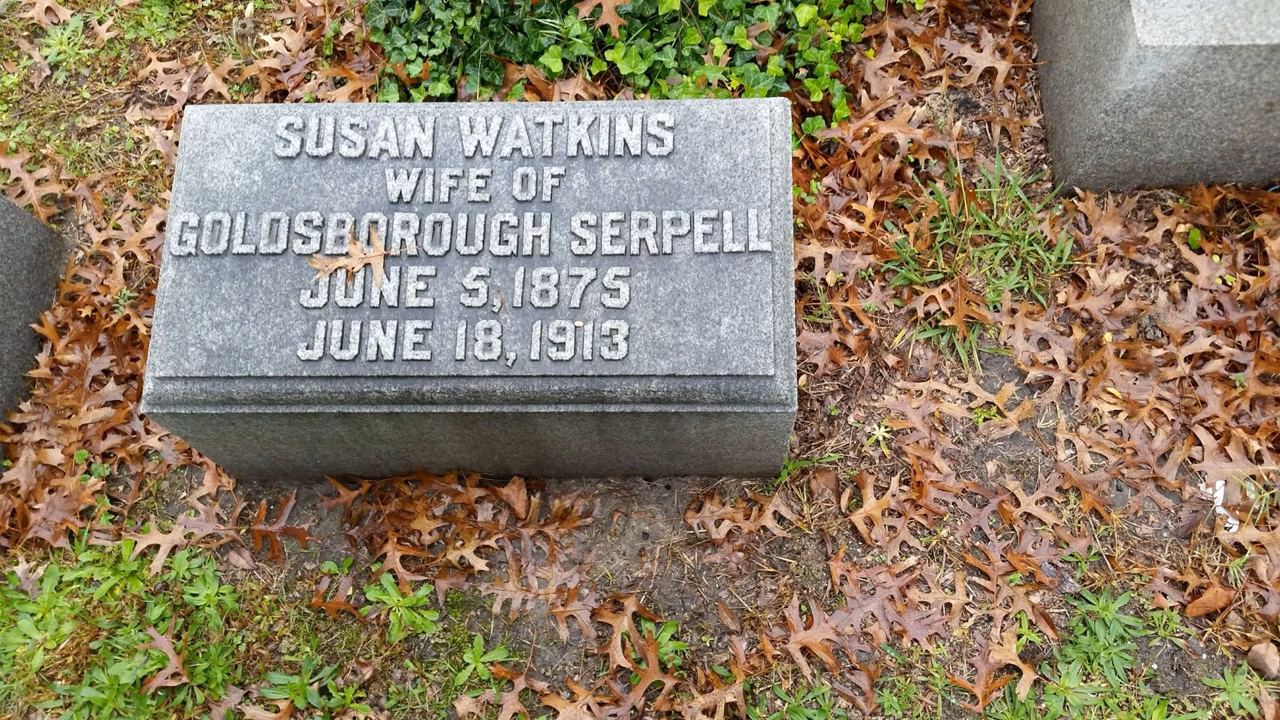 SUSAN WATKINS
WIFE OF
GOLDSBOROUGH SERPELL
JUNE 5, 1875
JUNE 18, 1913